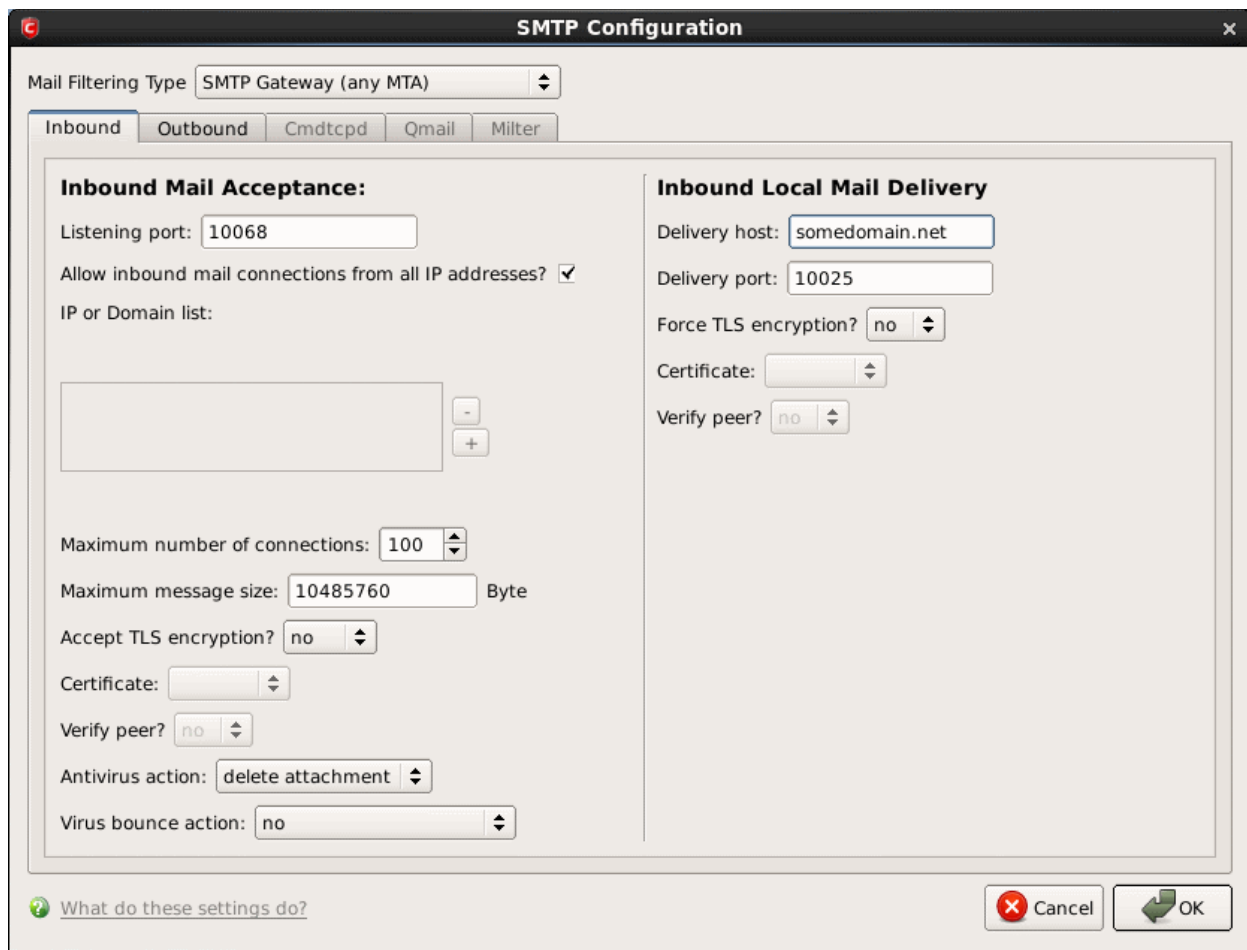 SMTP Configuration
Mail Filtering Type SMTP Gateway (any MTA)
Inbound Outbound Cmdtcpd Qmail Milter
Inbound Mail Acceptance:
Listening port: 10068
Allow inbound mail connections from all IP addresses?
IP or Domain list:
-
+
Maximum number of connections: 100
Maximum message size: 10485760 Byte
Accept TLS encryption? no
Certificate:
Verify peer? no
Antivirus action: delete attachment
Virus bounce action: no
Inbound Local Mail Delivery
Delivery host: somedomain.net
Delivery port: 10025
Force TLS encryption? no
Certificate:
Verify peer? no
What do these settings do?
Cancel OK